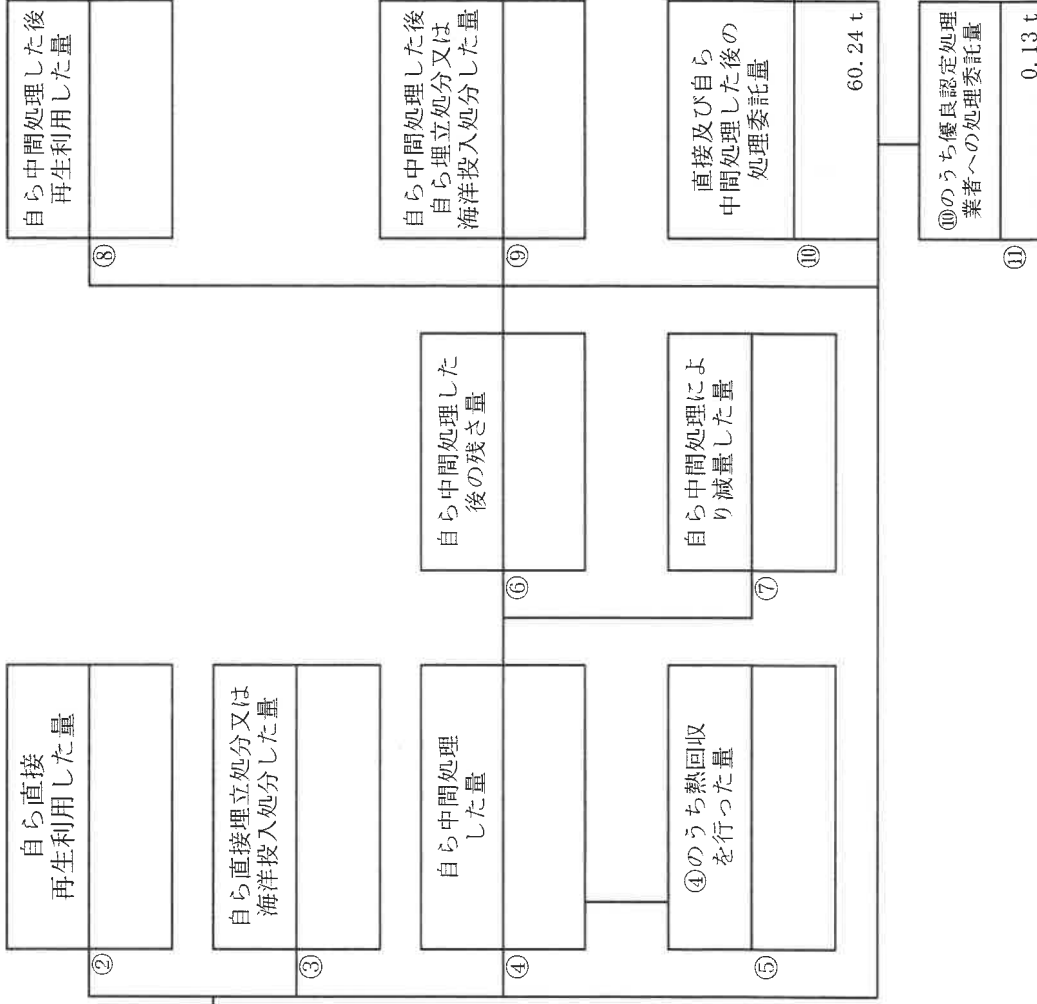 ②
自ら直接
再生利用した量
③
自ら直接埋立処分又は
海洋投入処分した量
④
自ら中間処理
した量
⑤
④のうち熱回収
を行った量
⑥
自ら中間処理した
後の残さ量
⑦
自ら中間処理によ
り減量した量
⑧
自ら中間処理した後
再生利用した量
⑨
自ら中間処理した後
自ら埋立処分又は
海洋投入処分した量
⑩
直接及び自ら
中間処理した後の
処理委託量
60.24 t
⑪
⑩のうち優良認定処理
業者への処理委託量
0.13 t